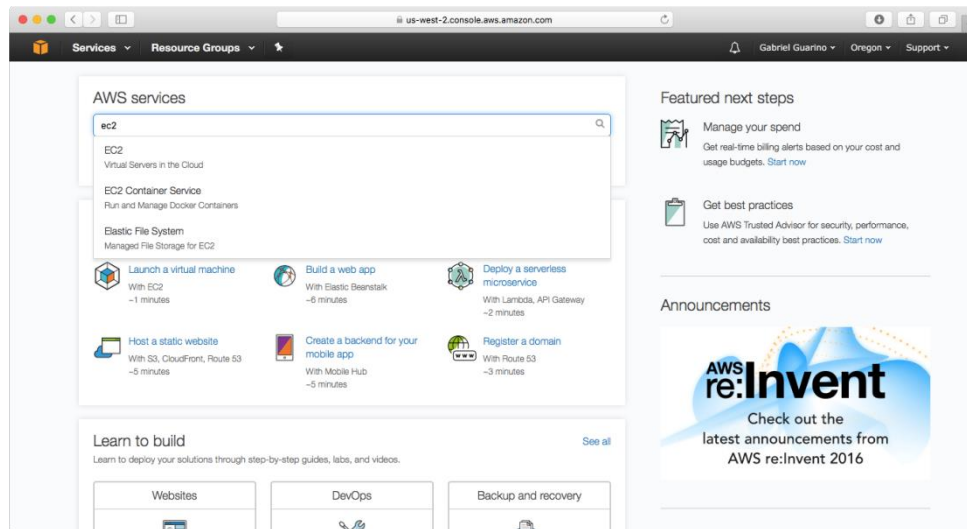 us-west-2.console.aws.amazon.com
Services Resource Groups Gabriel Guarino Oregon Support
AWS services
ec2
EC2
Virtual Servers in the Cloud
EC2 Container Service
Run and Manage Docker Containers
Elastic File System
Managed File Storage for EC2
Launch a virtual machine
With EC2
~1 minutes
Build a web app
With Elastic Beanstalk
~6 minutes
Deploy a serverless
microservice
With Lambda, API Gateway
~2 minutes
Host a static website
With S3, CloudFront, Route 53
~5 minutes
Create a backend for your
mobile app
With Mobile Hub
~5 minutes
Register a domain
With Route 53
~3 minutes
Learn to build
See all
Learn to deploy your solutions through step-by-step guides, labs, and videos.
Websites
DevOps
Backup and recovery
Featured next steps
Manage your spend
Get real-time billing alerts based on your cost and
usage budgets. Start now
Get best practices
Use AWS Trusted Advisor for security, performance,
cost and availability best practices. Start now
Announcements
AWS
re:Invent
Check out the
latest announcements from
AWS re:Invent 2016